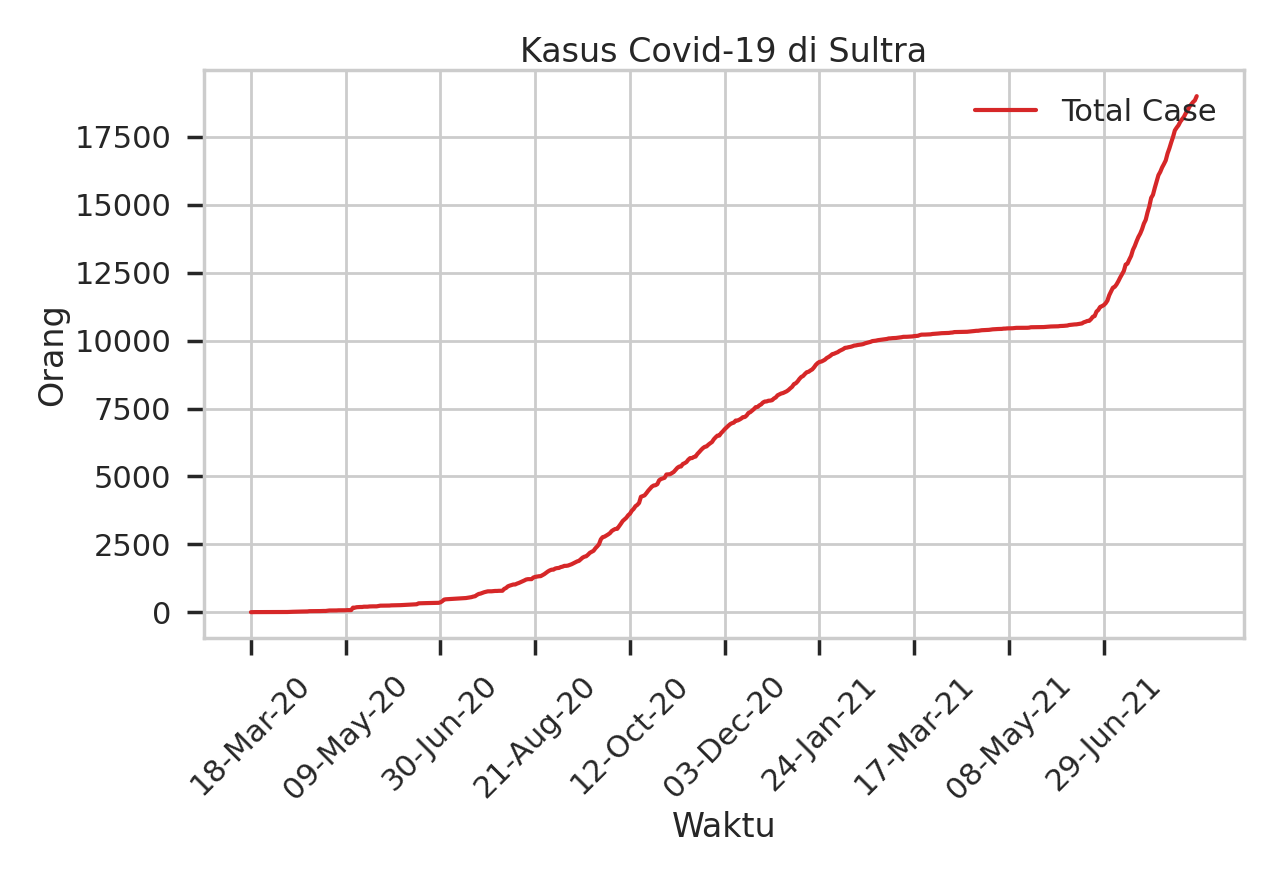 Kasus Covid-19 di Sultra
Total Case
17500
15000
12500
10000
7500
5000
2500
0
Orang
18-Mar-20
09-May-20
30-Jun-20
21-Aug-20
12-Oct-20
03-Dec-20
24-Jan-21
17-Mar-21
08-May-21
29-Jun-21
Waktu